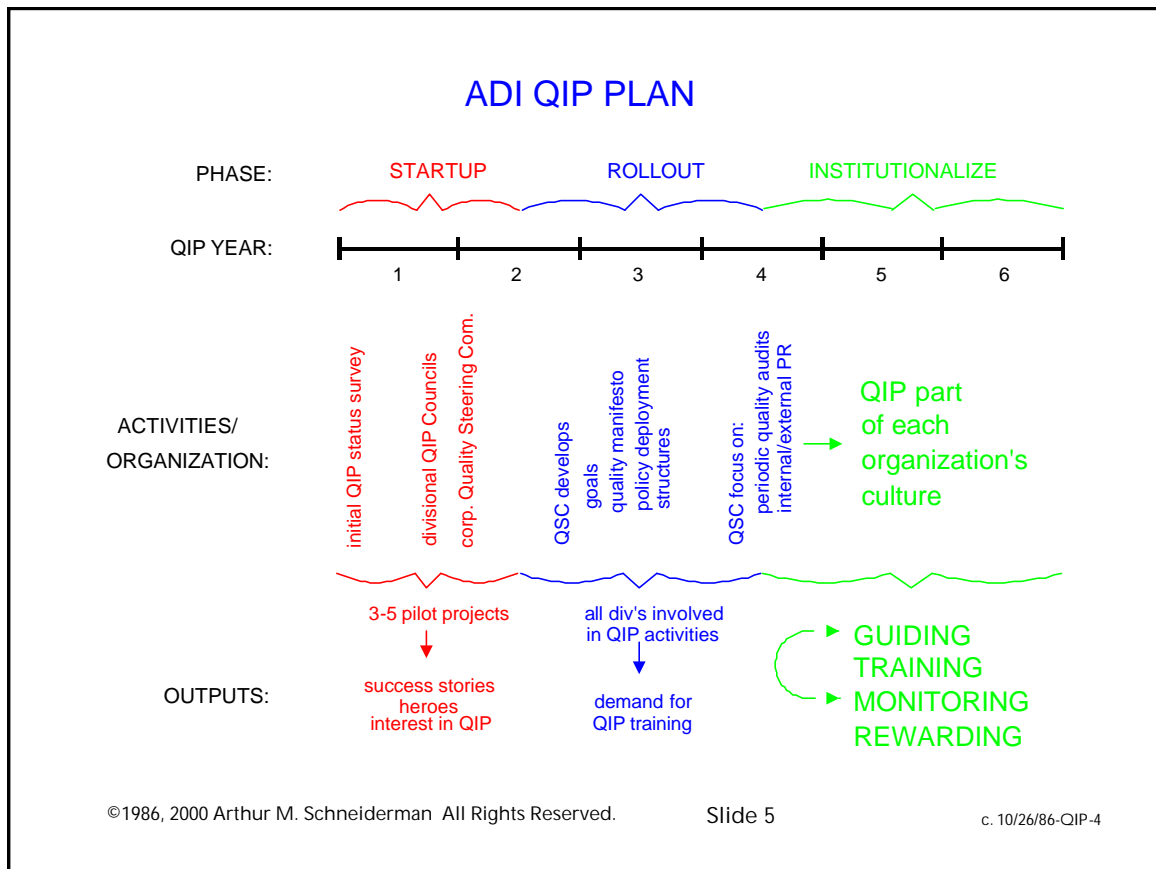 ADI QIP PLAN
PHASE:
STARTUP
ROLLOUT
INSTITUTIONALIZE
QIP YEAR:
1
2
3
4
5
6
ACTIVITIES/
ORGANIZATION:
initial QIP status survey
divisional QIP Councils
corp. Quality Steering Com.
QSC develops
goals
quality manifesto
policy deployment
structures
QSC focus on:
periodic quality audits
internal/external PR
QIP part
of each
organization's
culture
OUTPUTS:
3-5 pilot projects
success stories
heroes
interest in QIP
all div's involved
in QIP activities
demand for
QIP training
GUIDING
TRAINING
MONITORING
REWARDING
©1986, 2000 Arthur M. Schneiderman All Rights Reserved.
Slide 5
c. 10/26/86-QIP-4